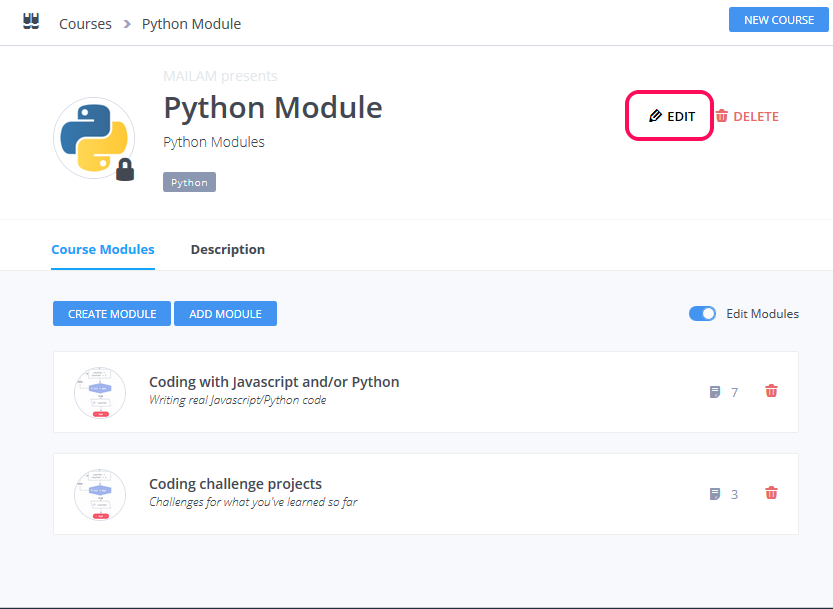 Courses > Python Module
NEW COURSE
MAILAM presents
Python Module
Python Modules
Python
EDIT
DELETE
Course Modules
Description
CREATE MODULE
ADD MODULE
Edit Modules
Coding with Javascript and/or Python
Writing real Javascript/Python code
7
Coding challenge projects
Challenges for what you've learned so far
3